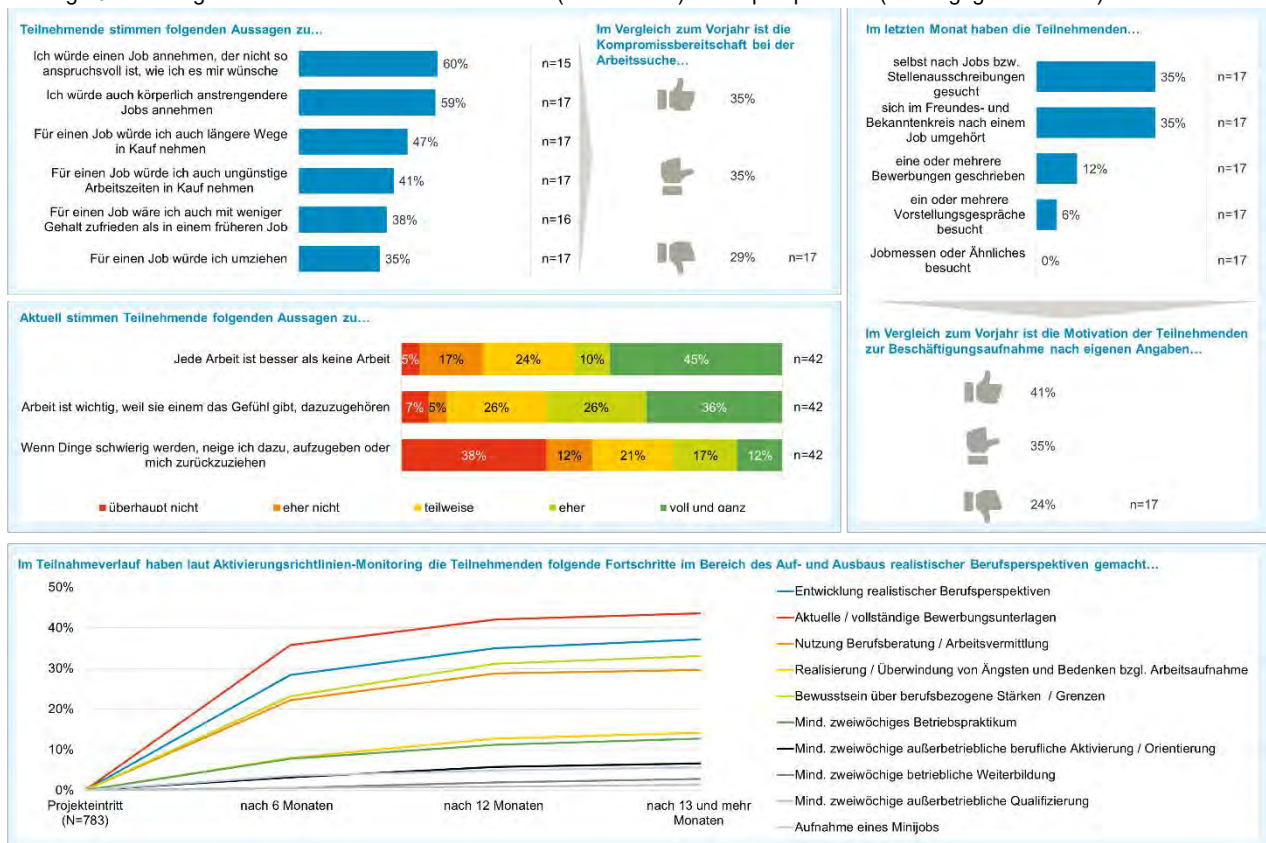 Teilnehmende stimmen folgenden Aussagen zu…
Ich würde einen Job annehmen, der nicht so
anspruchsvoll ist, wie ich es mir wünsche
60%
n=15
Ich würde auch körperlich anstrengendere
Jobs annehmen
59%
n=17
Für einen Job würde ich auch längere Wege
in Kauf nehmen
47%
n=17
Für einen Job würde ich auch ungünstige
Arbeitszeiten in Kauf nehmen
41%
n=17
Für einen Job wäre ich auch mit weniger
Gehalt zufrieden als in einem früheren Job
38%
n=16
Für einen Job würde ich umziehen
35%
n=17
Im Vergleich zum Vorjahr ist die
Kompromissbereitschaft bei der
Arbeitssuche…
35%
35%
29%
n=17
Im letzten Monat haben die Teilnehmenden…
selbst nach Jobs bzw.
Stellenausschreibungen
gesucht
35%
n=17
sich im Freundes- und
Bekanntenkreis nach einem
Job umgehört
35%
n=17
eine oder mehrere
Bewerbungen geschrieben
12%
n=17
ein oder mehrere
Vorstellungsgespräche
besucht
6%
n=17
Jobmessen oder Ähnliches
besucht
0%
n=17
Im Vergleich zum Vorjahr ist die Motivation der Teilnehmenden
zur Beschäftigungsaufnahme nach eigenen Angaben…
41%
35%
24%
n=17
Aktuell stimmen Teilnehmende folgenden Aussagen zu…
Jede Arbeit ist besser als keine Arbeit
5%
17%
24%
10%
45%
n=42
Arbeit ist wichtig, weil sie einem das Gefühl gibt, dazuzugehören
7%
5%
26%
26%
36%
n=42
Wenn Dinge schwierig werden, neige ich dazu, aufzugeben oder
mich zurückzuziehen
38%
12%
21%
17%
12%
n=42
überhaupt nicht
eher nicht
teilweise
eher
voll und ganz
Im Teilnahmeverlauf haben laut Aktivierungsrichtlinien-Monitoring die Teilnehmenden folgende Fortschritte im Bereich des Auf- und Ausbaus realistischer Berufsperspektiven gemacht…
50%
40%
30%
20%
10%
0%
Projekteintritt
(N=783)
nach 6 Monaten
nach 12 Monaten
nach 13 und mehr
Monaten
Entwicklung realistischer Berufsperspektiven
Aktuelle / vollständige Bewerbungsunterlagen
Nutzung Berufsberatung / Arbeitsvermittlung
Realisierung / Überwindung von Ängsten und Bedenken bzgl. Arbeitsaufnahme
Bewusstsein über berufsbezogene Stärken / Grenzen
Mind. zweiwöchiges Betriebspraktikum
Mind. zweiwöchige außerbetriebliche berufliche Aktivierung / Orientierung
Mind. zweiwöchige betriebliche Weiterbildung
Mind. zweiwöchige außerbetriebliche Qualifizierung
Aufnahme eines Minijobs